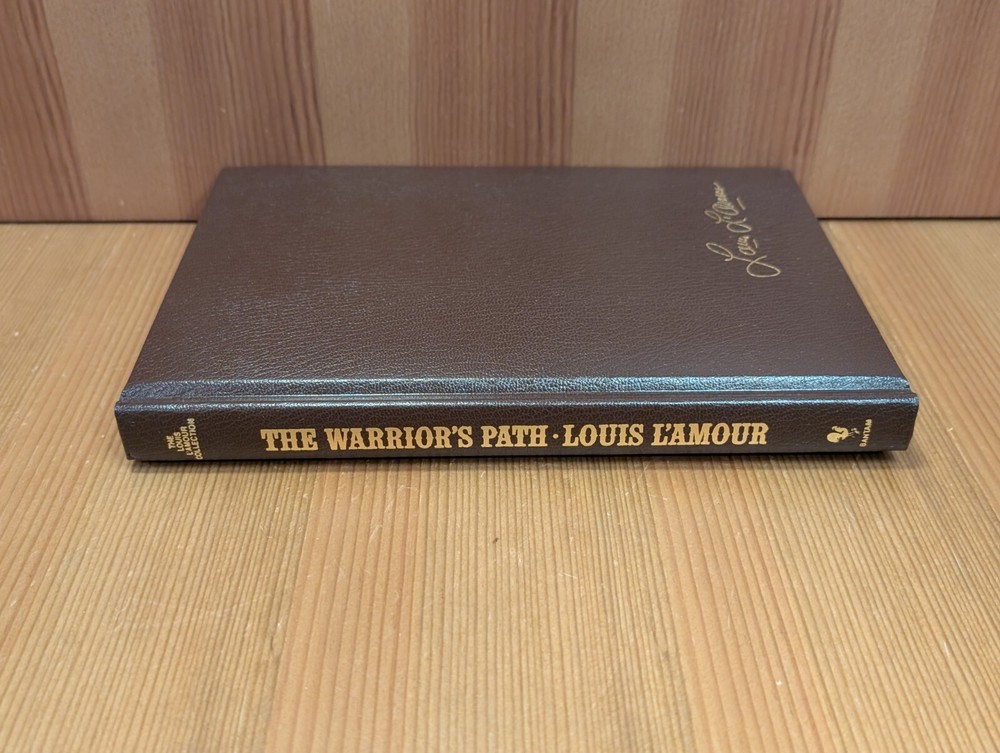 Louis L'Amour
THE
LOUIS
L'AMOUR
COLLECTION
THE WARRIOR'S PATH · LOUIS L'AMOUR
BANTAM